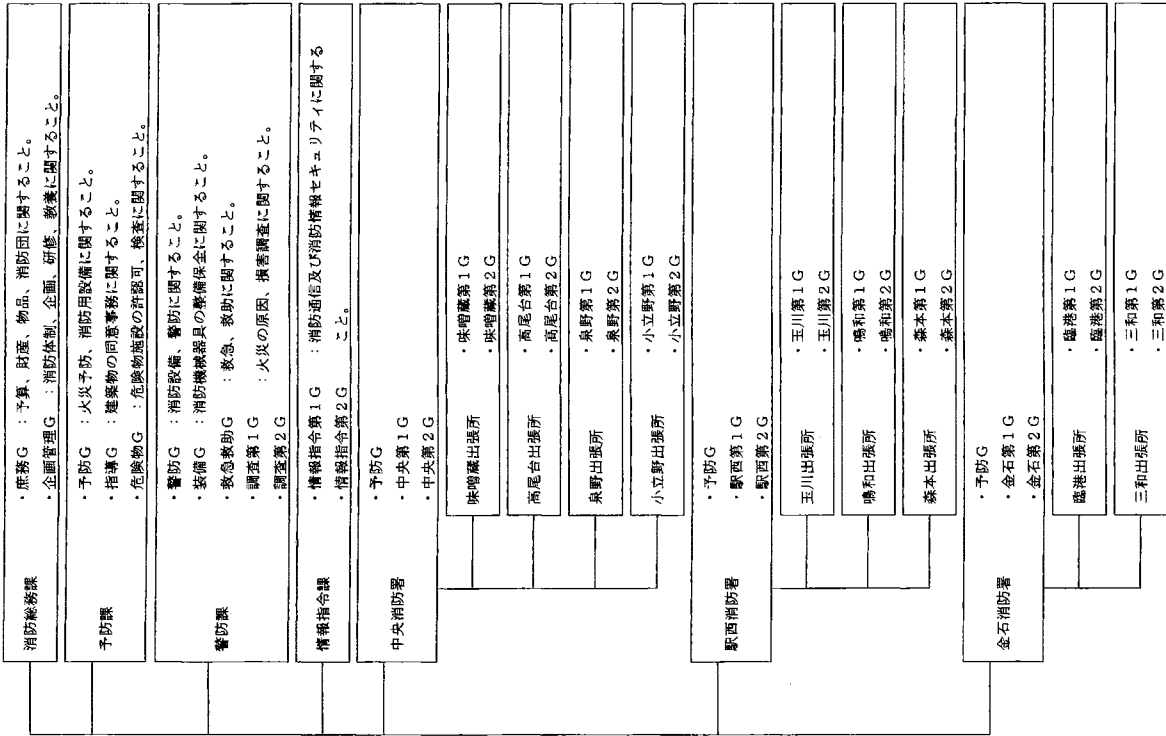 消防総務課
・庶務G ：予算、財産、物品、消防団に関すること。
・企画管理G ：消防体制、企画、研修、教養に関すること。
予防課
・予防G ：火災予防、消防用設備に関すること。
・指導G ：建築物の同意事務に関すること。
・危険物G ：危険物施設の許認可、検査に関すること。
警防課
・警防G ：消防設備、警防に関すること。
・装備G ：消防機械器具の整備保全に関すること。
・救急救助G ：救急、救助に関すること。
・調査第1G ：火災の原因、損害調査に関すること。
調査第2G
情報指令課
・情報指令第1G ：消防通信及び消防情報セキュリティに関する
・情報指令第2G こと。
中央消防署
・予防G
・中央第1G
・中央第2G
味噌蔵出張所
・味噌蔵第1G
・味噌蔵第2G
高尾台出張所
・高尾台第1G
・高尾台第2G
泉野出張所
・泉野第1G
・泉野第2G
小立野出張所
・小立野第1G
・小立野第2G
駅西消防署
・予防G
・駅西第1G
・駅西第2G
玉川出張所
・玉川第1G
・玉川第2G
鳴和出張所
・鳴和第1G
・鳴和第2G
森本出張所
・森本第1G
・森本第2G
金石消防署
・予防G
・金石第1G
・金石第2G
臨港出張所
・臨港第1G
・臨港第2G
三和出張所
・三和第1G
・三和第2G